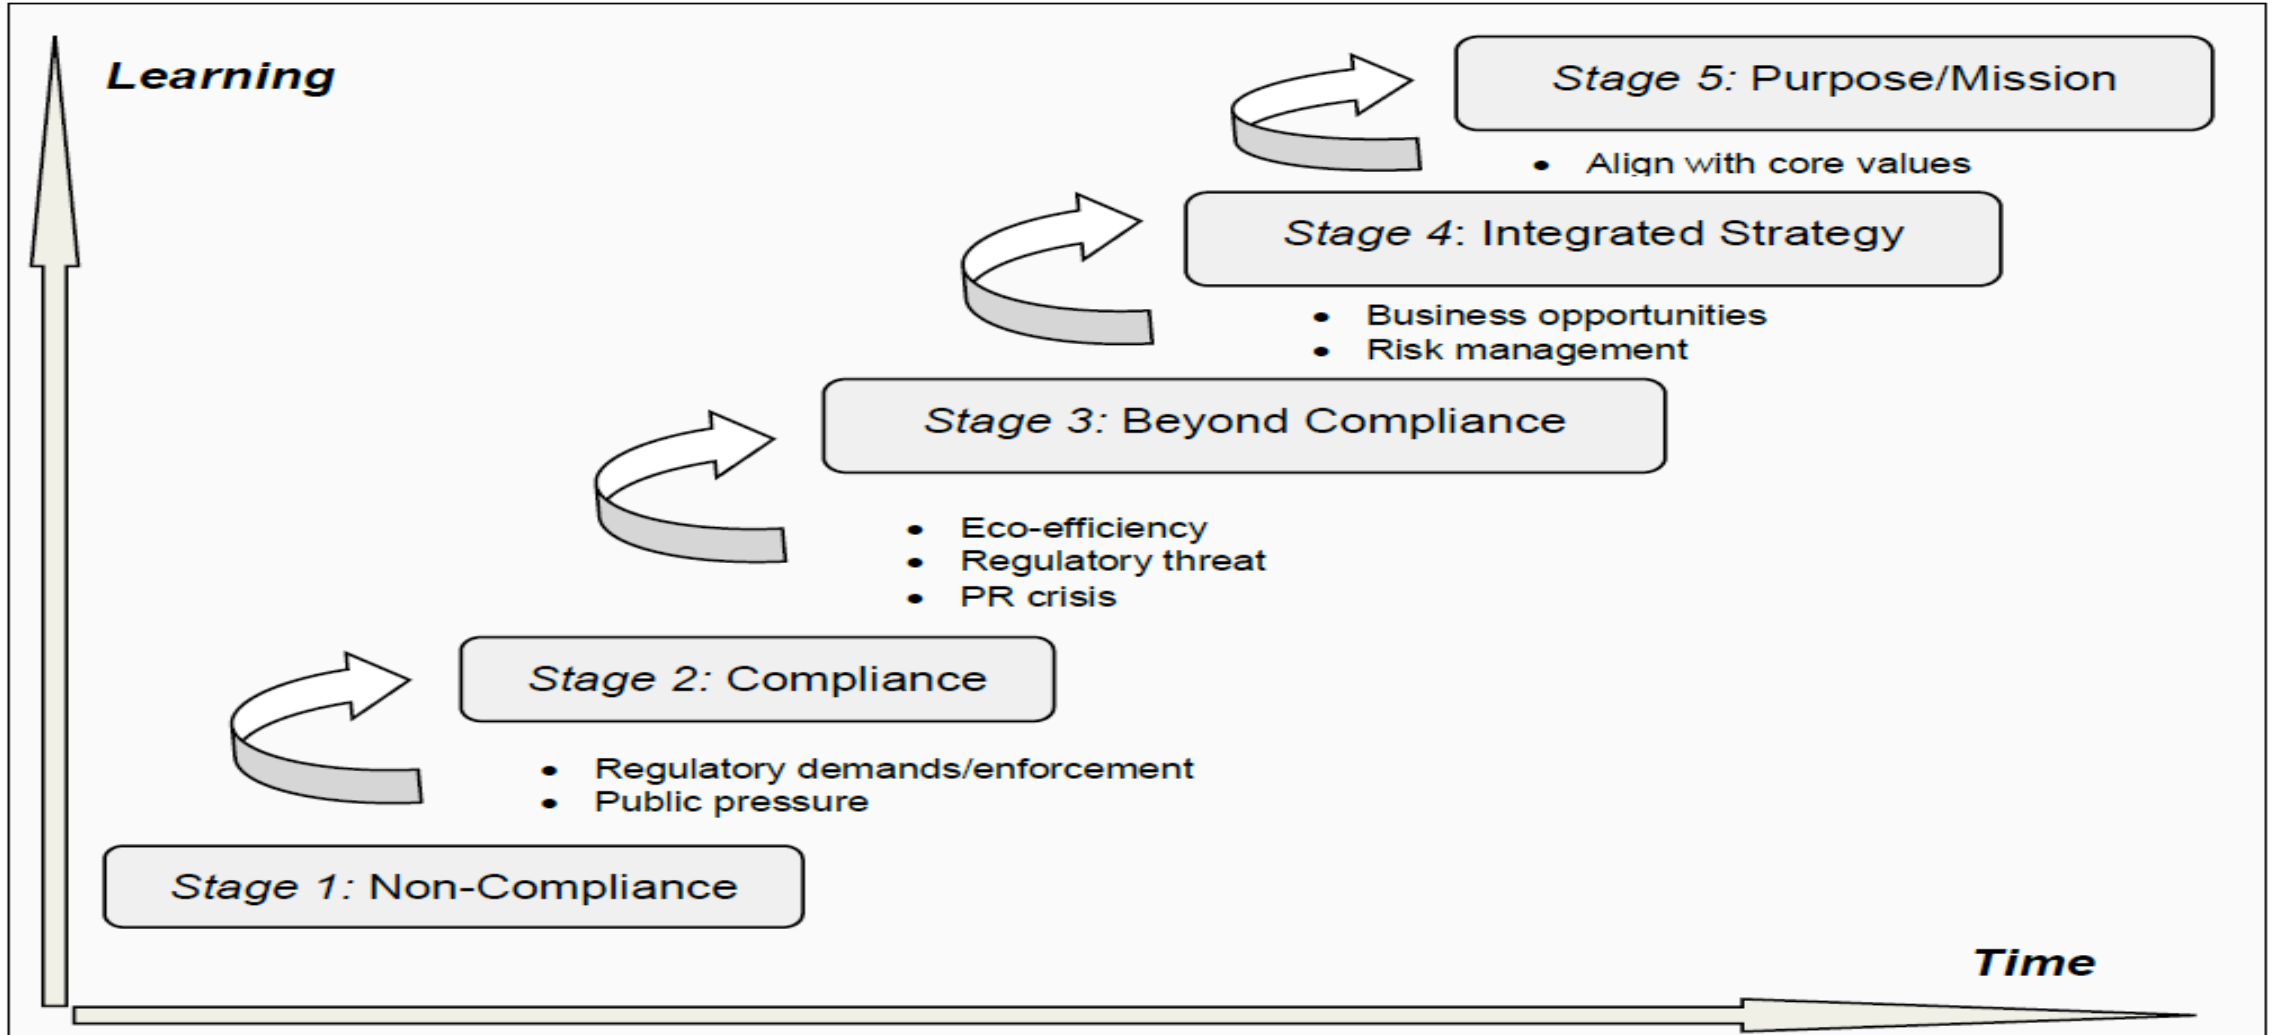 Learning
Stage 5: Purpose/Mission
• Align with core values
Stage 4: Integrated Strategy
• Business opportunities
• Risk management
Stage 3: Beyond Compliance
• Eco-efficiency
• Regulatory threat
• PR crisis
Stage 2: Compliance
• Regulatory demands/enforcement
• Public pressure
Stage 1: Non-Compliance
Time